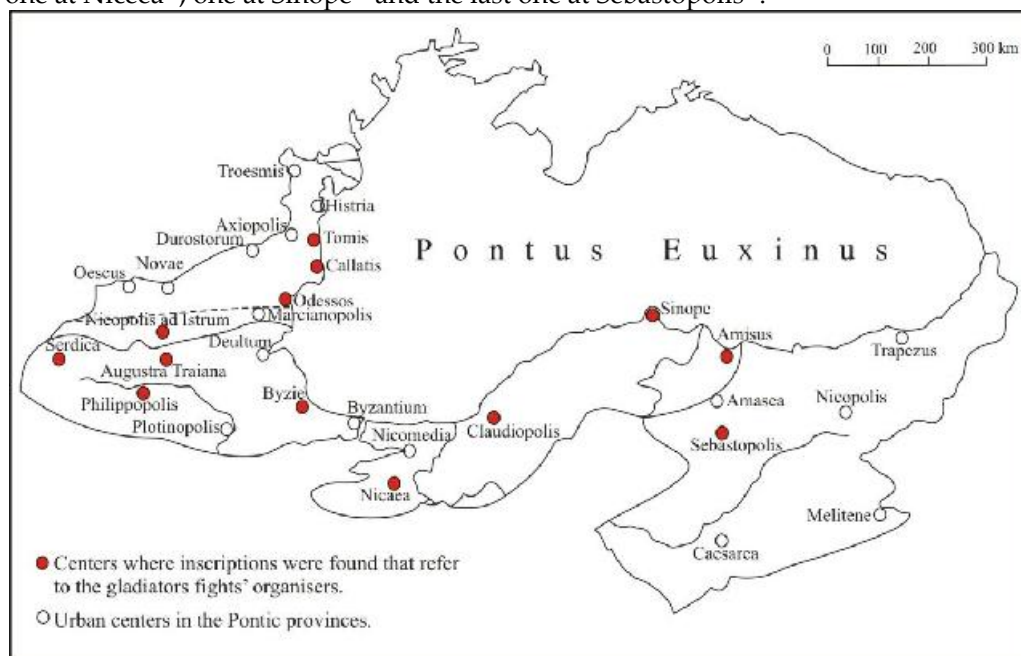 one at Niceea , one at Sinope and the last one at Sebastopolis .
0 100 200 300 km
Troesmis
Histria
Axiopolis
Durostorum
Tomis
Pontus Euxinus
Novae
Oescus
Callatis
Odessos
Marcianopolis
Nicopolis ad Istrum
Sinope
Deultum
Amisus
Serdica
Trapezus
Augustra Traiana
Byzie
Amasea
Nicopolis
Philippopolis
Byzantium
Plotinopolis
Nicomedia
Claudiopolis
Sebastopolis
Nicaea
Melitene
Caesarea
Centers where inscriptions were found that refer
to the gladiators fights' organisers.
Urban centers in the Pontic provinces.